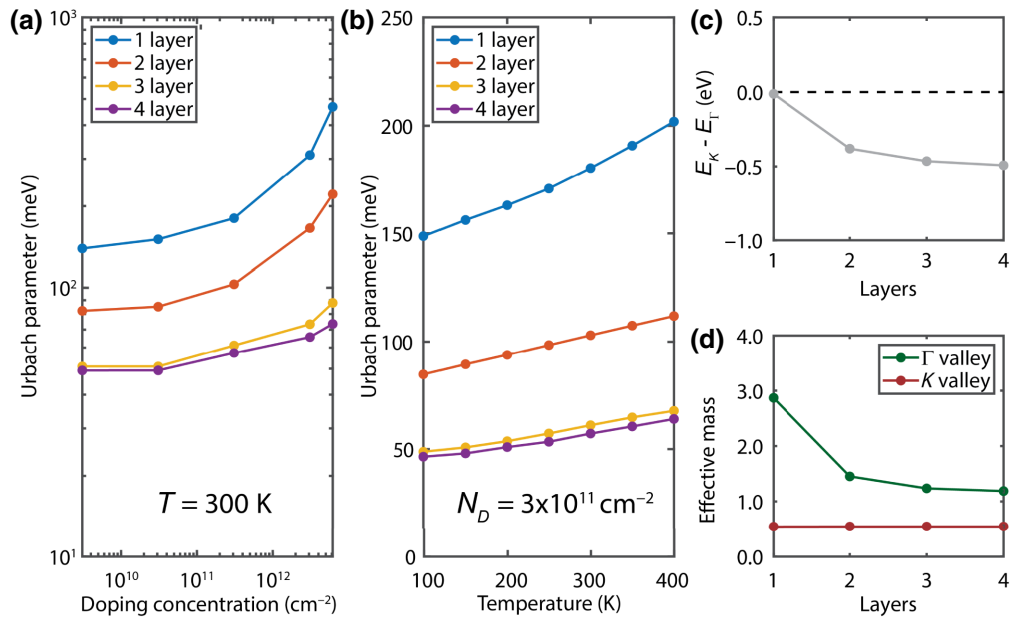 (a)
10³
10²
10¹
Urbach parameter (meV)
1 layer
2 layer
3 layer
4 layer
T = 300 K
10¹⁰
10¹¹
10¹²
Doping concentration (cm⁻²)
(b)
250
200
150
100
50
0
Urbach parameter (meV)
1 layer
2 layer
3 layer
4 layer
N_D = 3x10¹¹ cm⁻²
100
200
300
400
Temperature (K)
(c)
0.5
0.0
−0.5
−1.0
E_K - E_Γ (eV)
1
2
3
4
Layers
(d)
4.0
3.0
2.0
1.0
0.0
Effective mass
Γ valley
K valley
1
2
3
4
Layers